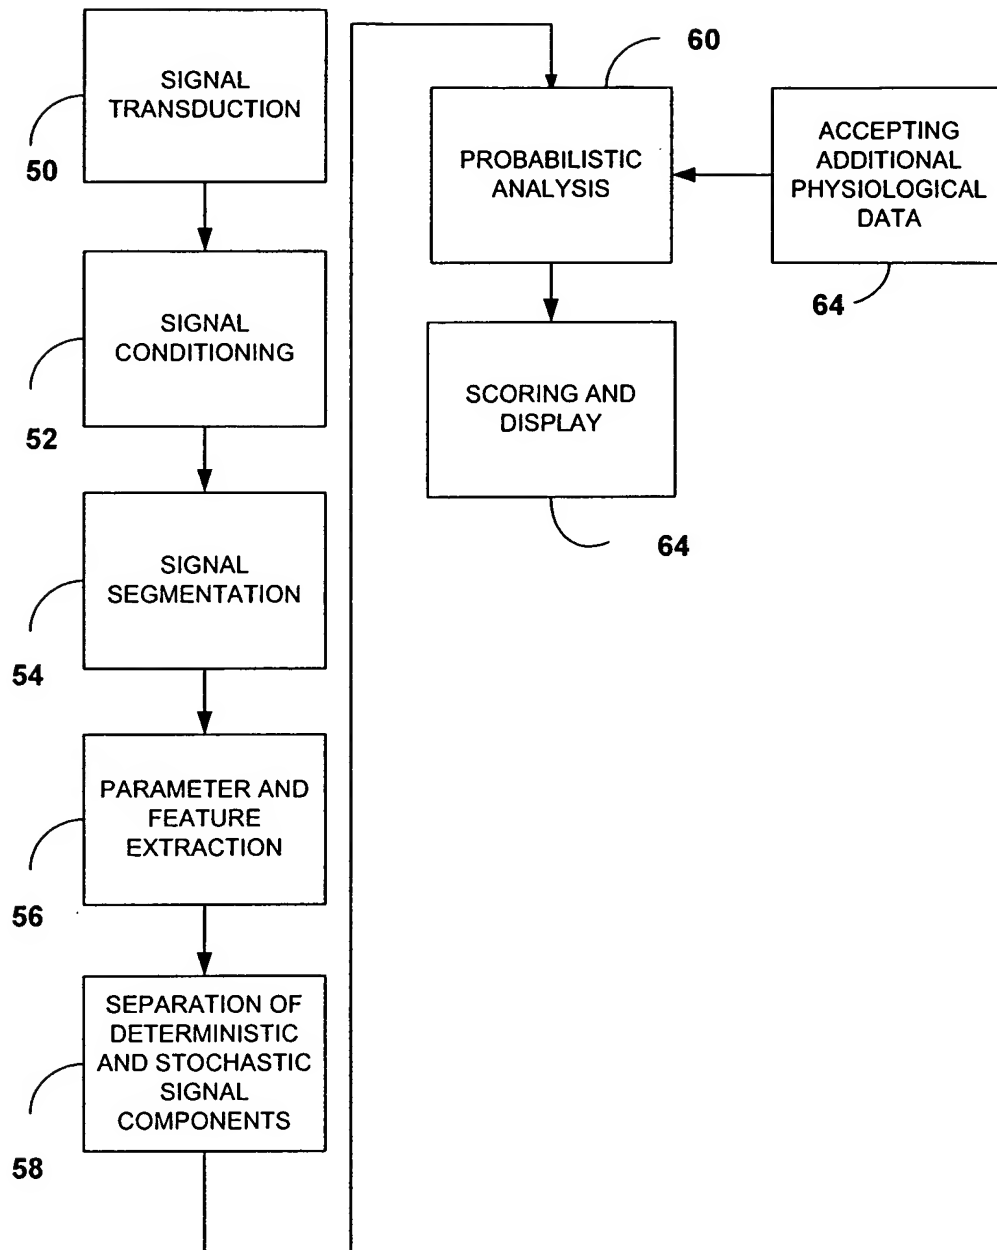 SIGNAL
TRANSDUCTION
50
SIGNAL
CONDITIONING
52
SIGNAL
SEGMENTATION
54
PARAMETER AND
FEATURE
EXTRACTION
56
SEPARATION OF
DETERMINISTIC
AND STOCHASTIC
SIGNAL
COMPONENTS
58
60
PROBABILISTIC
ANALYSIS
ACCEPTING
ADDITIONAL
PHYSIOLOGICAL
DATA
64
SCORING AND
DISPLAY
64